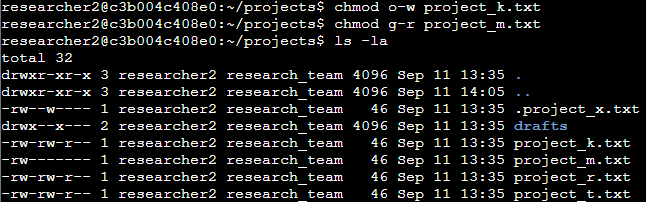 researcher2@c3b004c408e0:~/projects$ chmod o-w project_k.txt
researcher2@c3b004c408e0:~/projects$ chmod g-r project_m.txt
researcher2@c3b004c408e0:~/projects$ ls -la
total 32
drwxr-xr-x 3 researcher2 research_team 4096 Sep 11 13:35 .
drwxr-xr-x 3 researcher2 research_team 4096 Sep 11 14:05 ..
-rw--w---- 1 researcher2 research_team   46 Sep 11 13:35 .project_x.txt
drwx--x--- 2 researcher2 research_team 4096 Sep 11 13:35 drafts
-rw-rw-r-- 1 researcher2 research_team   46 Sep 11 13:35 project_k.txt
-rw------- 1 researcher2 research_team   46 Sep 11 13:35 project_m.txt
-rw-rw-r-- 1 researcher2 research_team   46 Sep 11 13:35 project_r.txt
-rw-rw-r-- 1 researcher2 research_team   46 Sep 11 13:35 project_t.txt